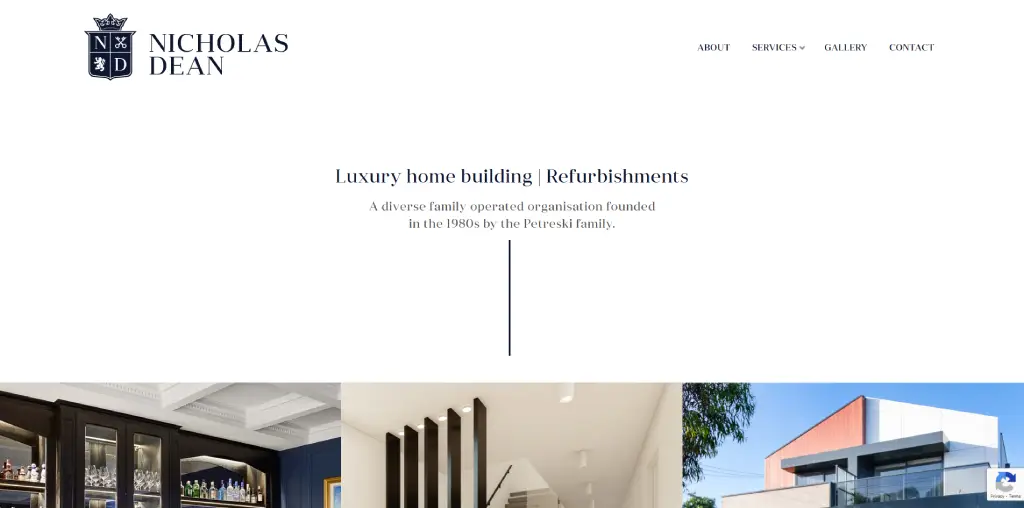 N
D
NICHOLAS
DEAN
ABOUT
SERVICES
GALLERY
CONTACT
Luxury home building | Refurbishments
A diverse family operated organisation founded
in the 1980s by the Petreski family.
Privacy - Terms